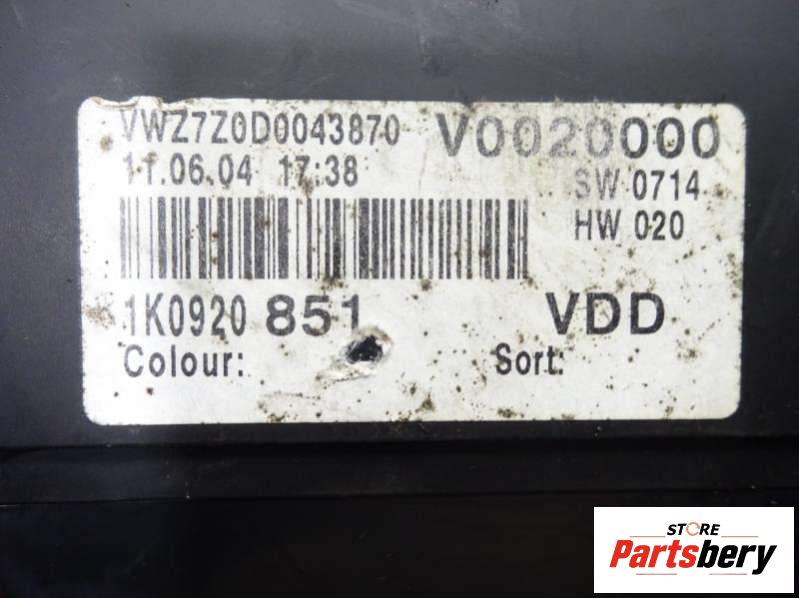 VWZ7Z0D0043870 V0020000
11.06.04 17:38 SW 0714
HW 020
1K0920 851 VDD
Colour: Sort:
STORE
Partsbery